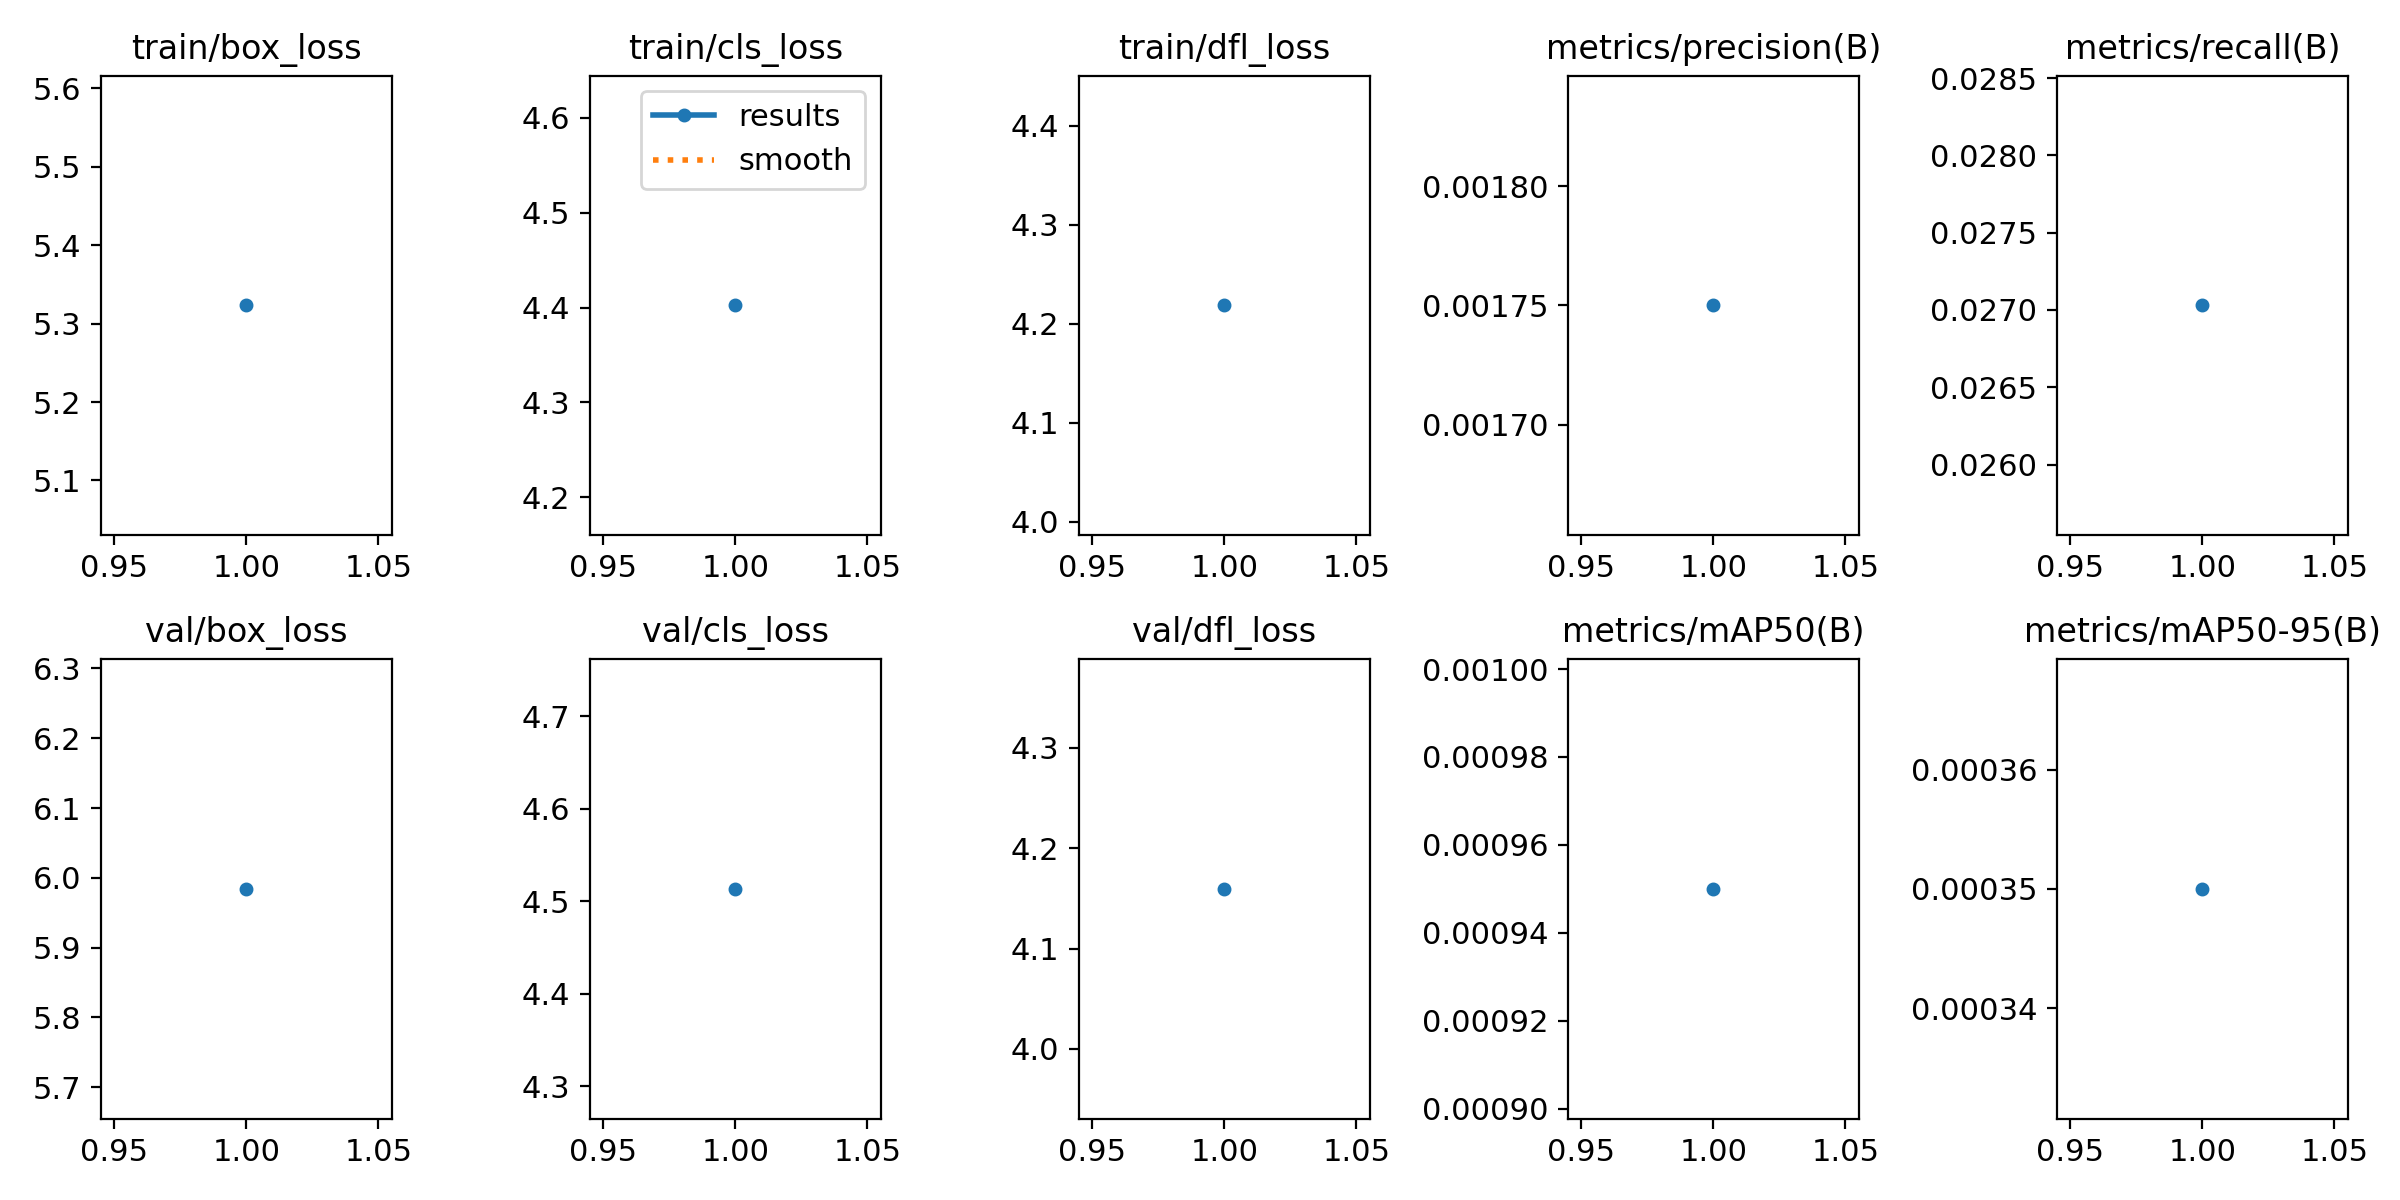 train/box_loss
train/cls_loss
train/dfl_loss
metrics/precision(B)
metrics/recall(B)
5.6
5.5
5.4
5.3
5.2
5.1
0.95 1.00 1.05
results
smooth
4.6
4.5
4.4
4.3
4.2
0.95 1.00 1.05
4.4
4.3
4.2
4.1
4.0
0.95 1.00 1.05
0.00180
0.00175
0.00170
0.95 1.00 1.05
0.0285
0.0280
0.0275
0.0270
0.0265
0.0260
0.95 1.00 1.05
val/box_loss
val/cls_loss
val/dfl_loss
metrics/mAP50(B)
metrics/mAP50-95(B)
6.3
6.2
6.1
6.0
5.9
5.8
5.7
0.95 1.00 1.05
4.7
4.6
4.5
4.4
4.3
0.95 1.00 1.05
4.3
4.2
4.1
4.0
0.95 1.00 1.05
0.00100
0.00098
0.00096
0.00094
0.00092
0.00090
0.95 1.00 1.05
0.00036
0.00035
0.00034
0.95 1.00 1.05